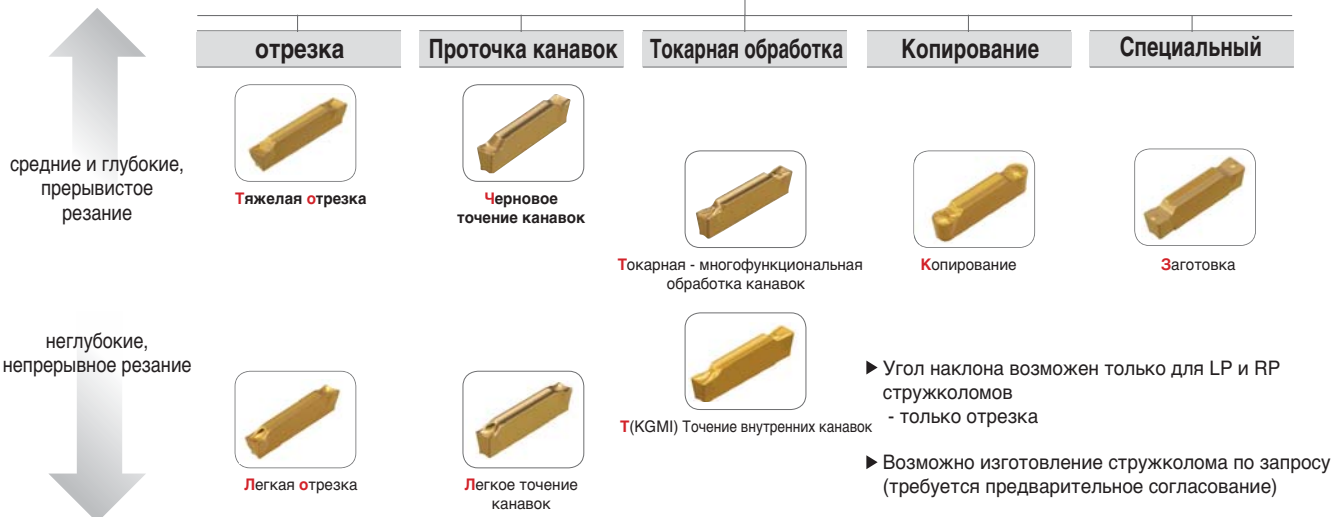 отрезка
Проточка канавок
Токарная обработка
Копирование
Специальный
средние и глубокие,
прерывистое
резание
Тяжелая отрезка
Черновое
точение канавок
Токарная - многофункциональная
обработка канавок
Копирование
Заготовка
неглубокие,
непрерывное резание
Легкая отрезка
Легкое точение
канавок
Т(KGMI) Точение внутренних канавок
▶ Угол наклона возможен только для LP и RP
стружколомов
- только отрезка
▶ Возможно изготовление стружколома по запросу
(требуется предварительное согласование)